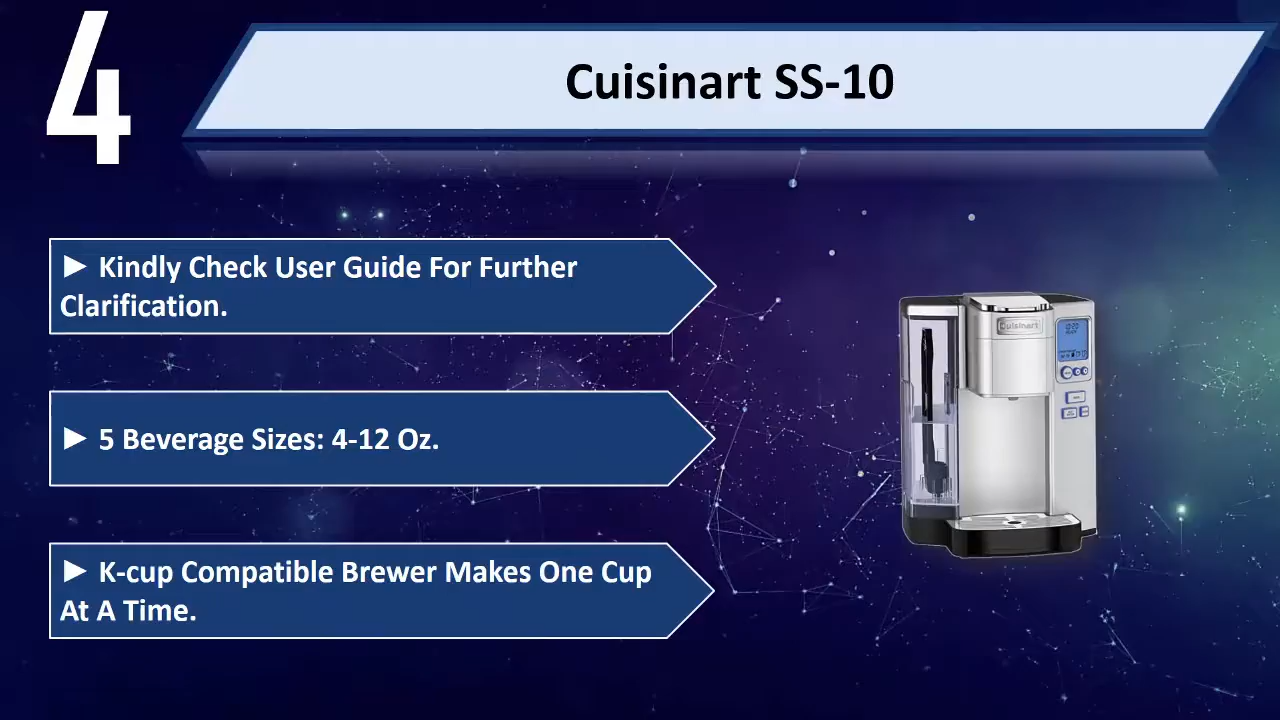 4
Cuisinart SS-10
► Kindly Check User Guide For Further
Clarification.
► 5 Beverage Sizes: 4-12 Oz.
► K-cup Compatible Brewer Makes One Cup
At A Time.
Cuisinart